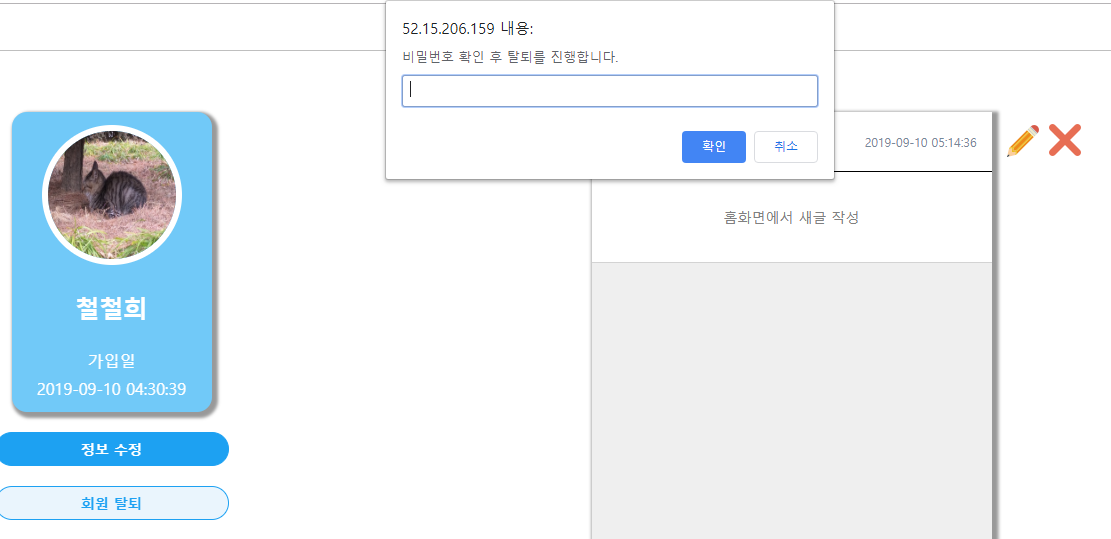 52.15.206.159 내용:
비밀번호 확인 후 탈퇴를 진행합니다.
확인
취소
2019-09-10 05:14:36
홈화면에서 새글 작성
철철희
가입일
2019-09-10 04:30:39
정보 수정
회원 탈퇴